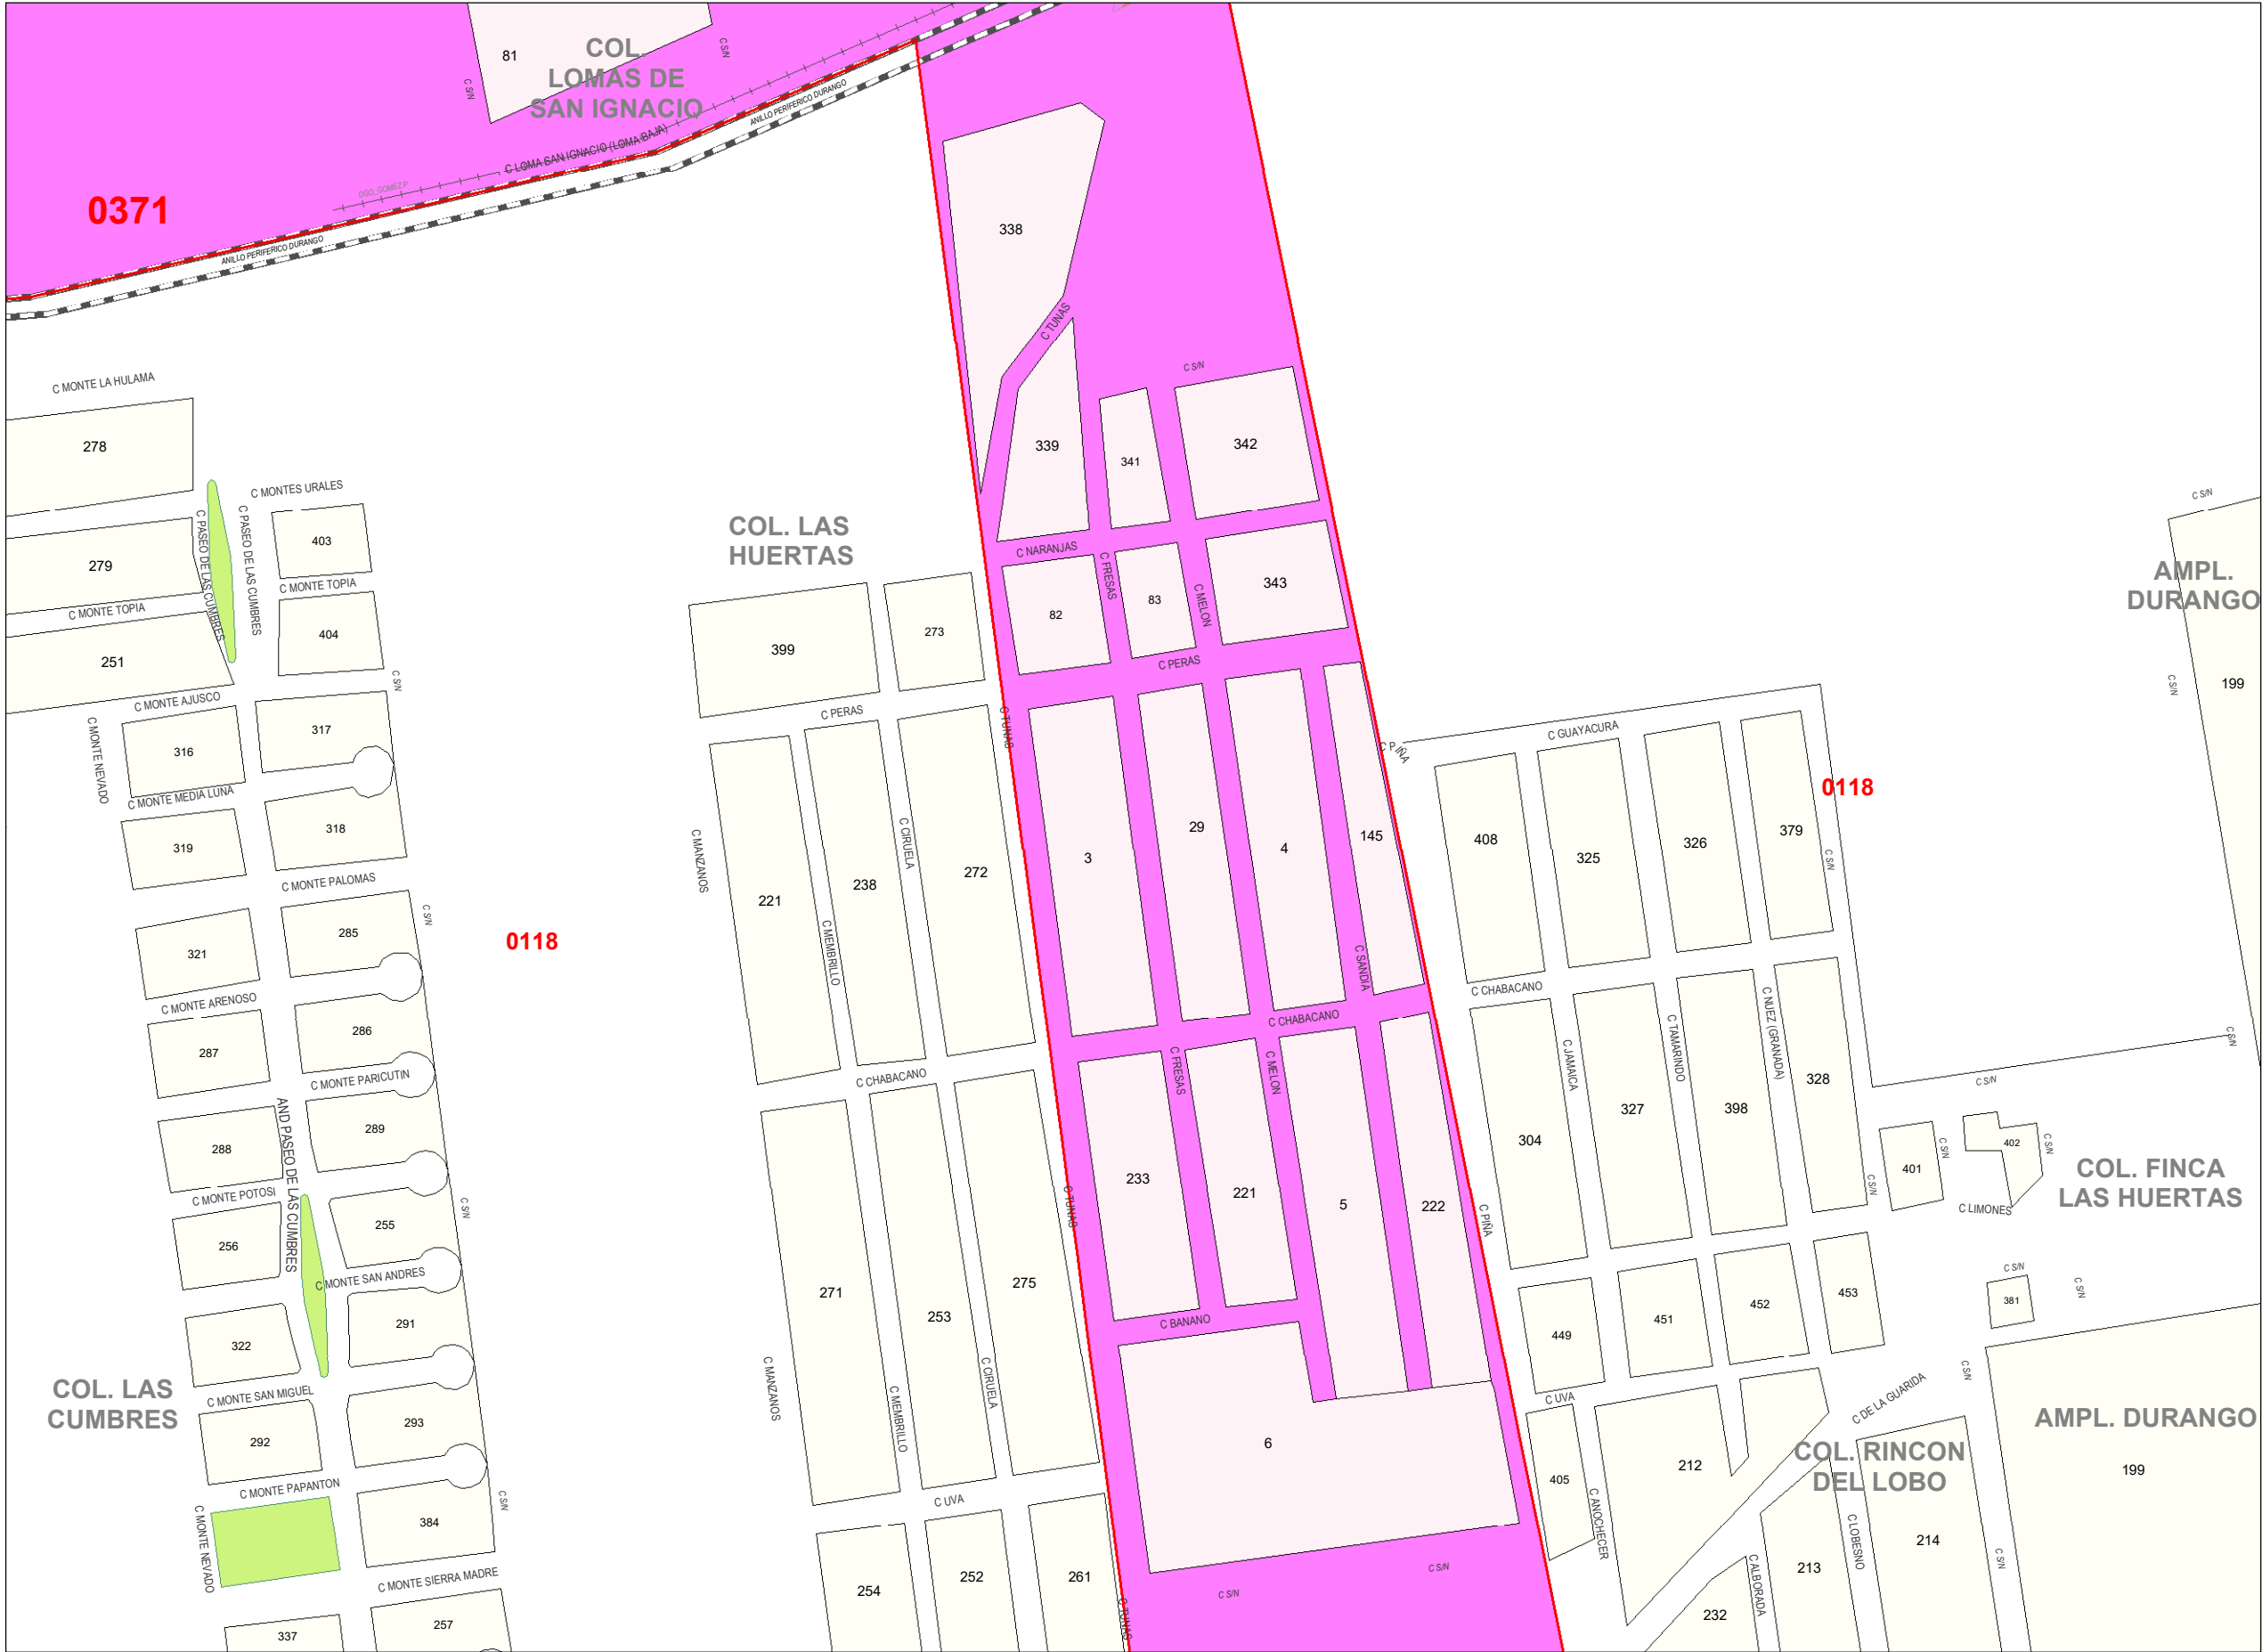 81
COL.
LOMAS DE
SAN IGNACIO
C S/N
C S/N
C LOMA SAN IGNACIO (LOMA BAJA)
ANILLO PERIFERICO DURANGO
DGO_GOMEZ P
0371
ANILLO PERIFERICO DURANGO
338
C TUNAS
C S/N
339
341
342
C MONTE LA HULAMA
278
C MONTES URALES
C PASEO DE LAS CUMBRES
C PASEO DE LAS CUMBRES
403
279
C MONTE TOPIA
C MONTE TOPIA
404
251
C MONTE AJUSCO
C S/N
C MONTE NEVADO
316
317
C MONTE MEDIA LUNA
319
318
C MONTE PALOMAS
C S/N
285
321
C MONTE ARENOSO
286
287
C MONTE PARICUTIN
289
288
AND PASEO DE LAS CUMBRES
C MONTE POTOSI
255
256
C S/N
C MONTE SAN ANDRES
291
322
COL. LAS
CUMBRES
C MONTE SAN MIGUEL
293
292
C MONTE PAPANTON
384
C S/N
C MONTE NEVADO
C MONTE SIERRA MADRE
257
337
0118
COL. LAS
HUERTAS
399
273
C PERAS
C MANZANOS
221
238
C CIRUELA
272
C MEMBRILLO
C CHABACANO
271
253
275
C MANZANOS
C MEMBRILLO
C CIRUELA
C UVA
254
252
261
C TUNAS
C TUNAS
C TUNAS
C NARANJAS
C FRESAS
C MELON
82
83
343
C PERAS
3
29
4
145
C SANDIA
C CHABACANO
C FRESAS
C MELON
233
221
5
222
C BANANO
6
C S/N
C S/N
C PIÑA
C GUAYACURA
408
325
326
379
0118
C S/N
C CHABACANO
C JAMAICA
C TAMARINDO
C NUEZ (GRANADA)
304
327
398
328
C PIÑA
C S/N
401
C S/N
402
C S/N
C S/N
C S/N
C LIMONES
COL. FINCA
LAS HUERTAS
449
451
452
453
C S/N
381
C S/N
C UVA
405
C ANOCHECER
212
C DE LA GUARIDA
COL. RINCON
DEL LOBO
C S/N
AMPL. DURANGO
199
214
C LOBESNO
213
C ALBORADA
232
C S/N
C S/N
AMPL.
DURANGO
C S/N
199